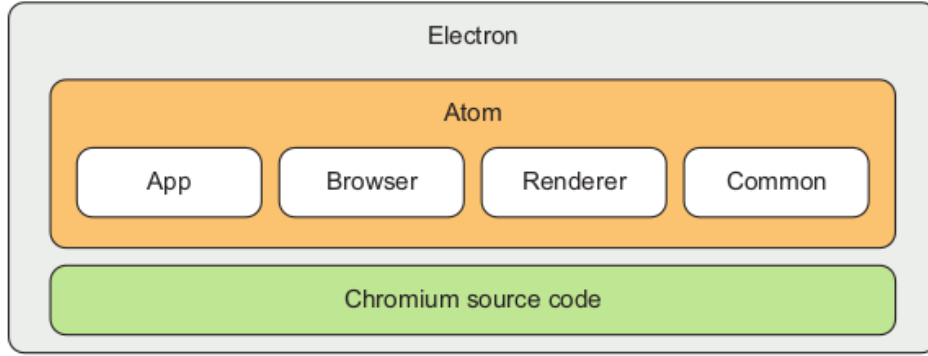 Electron
Atom
App Browser Renderer Common
Chromium source code